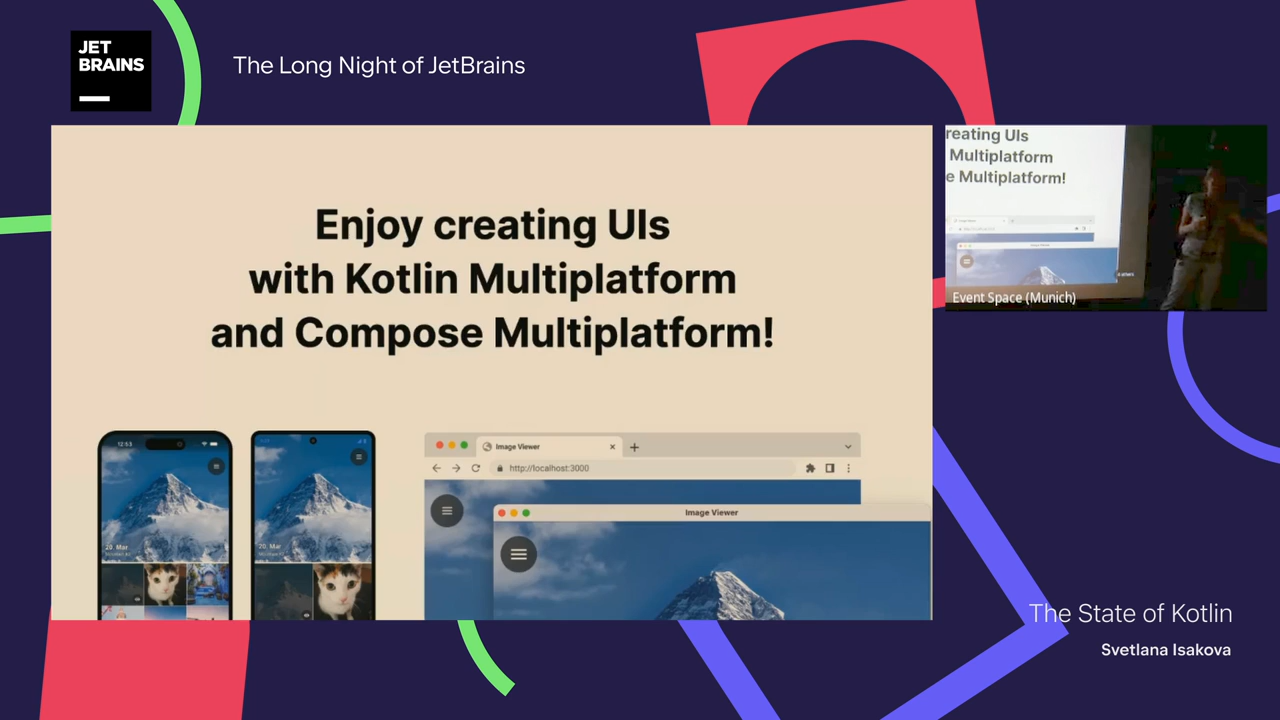 JET
BRAINS
The Long Night of JetBrains
Enjoy creating UIs
with Kotlin Multiplatform
and Compose Multiplatform!
12:53
20. Mar
20. Mar
Image Viewer
http://localhost:3000
Image Viewer
reating UIs
Multiplatform
e Multiplatform!
Event Space (Munich)
The State of Kotlin
Svetlana Isakova